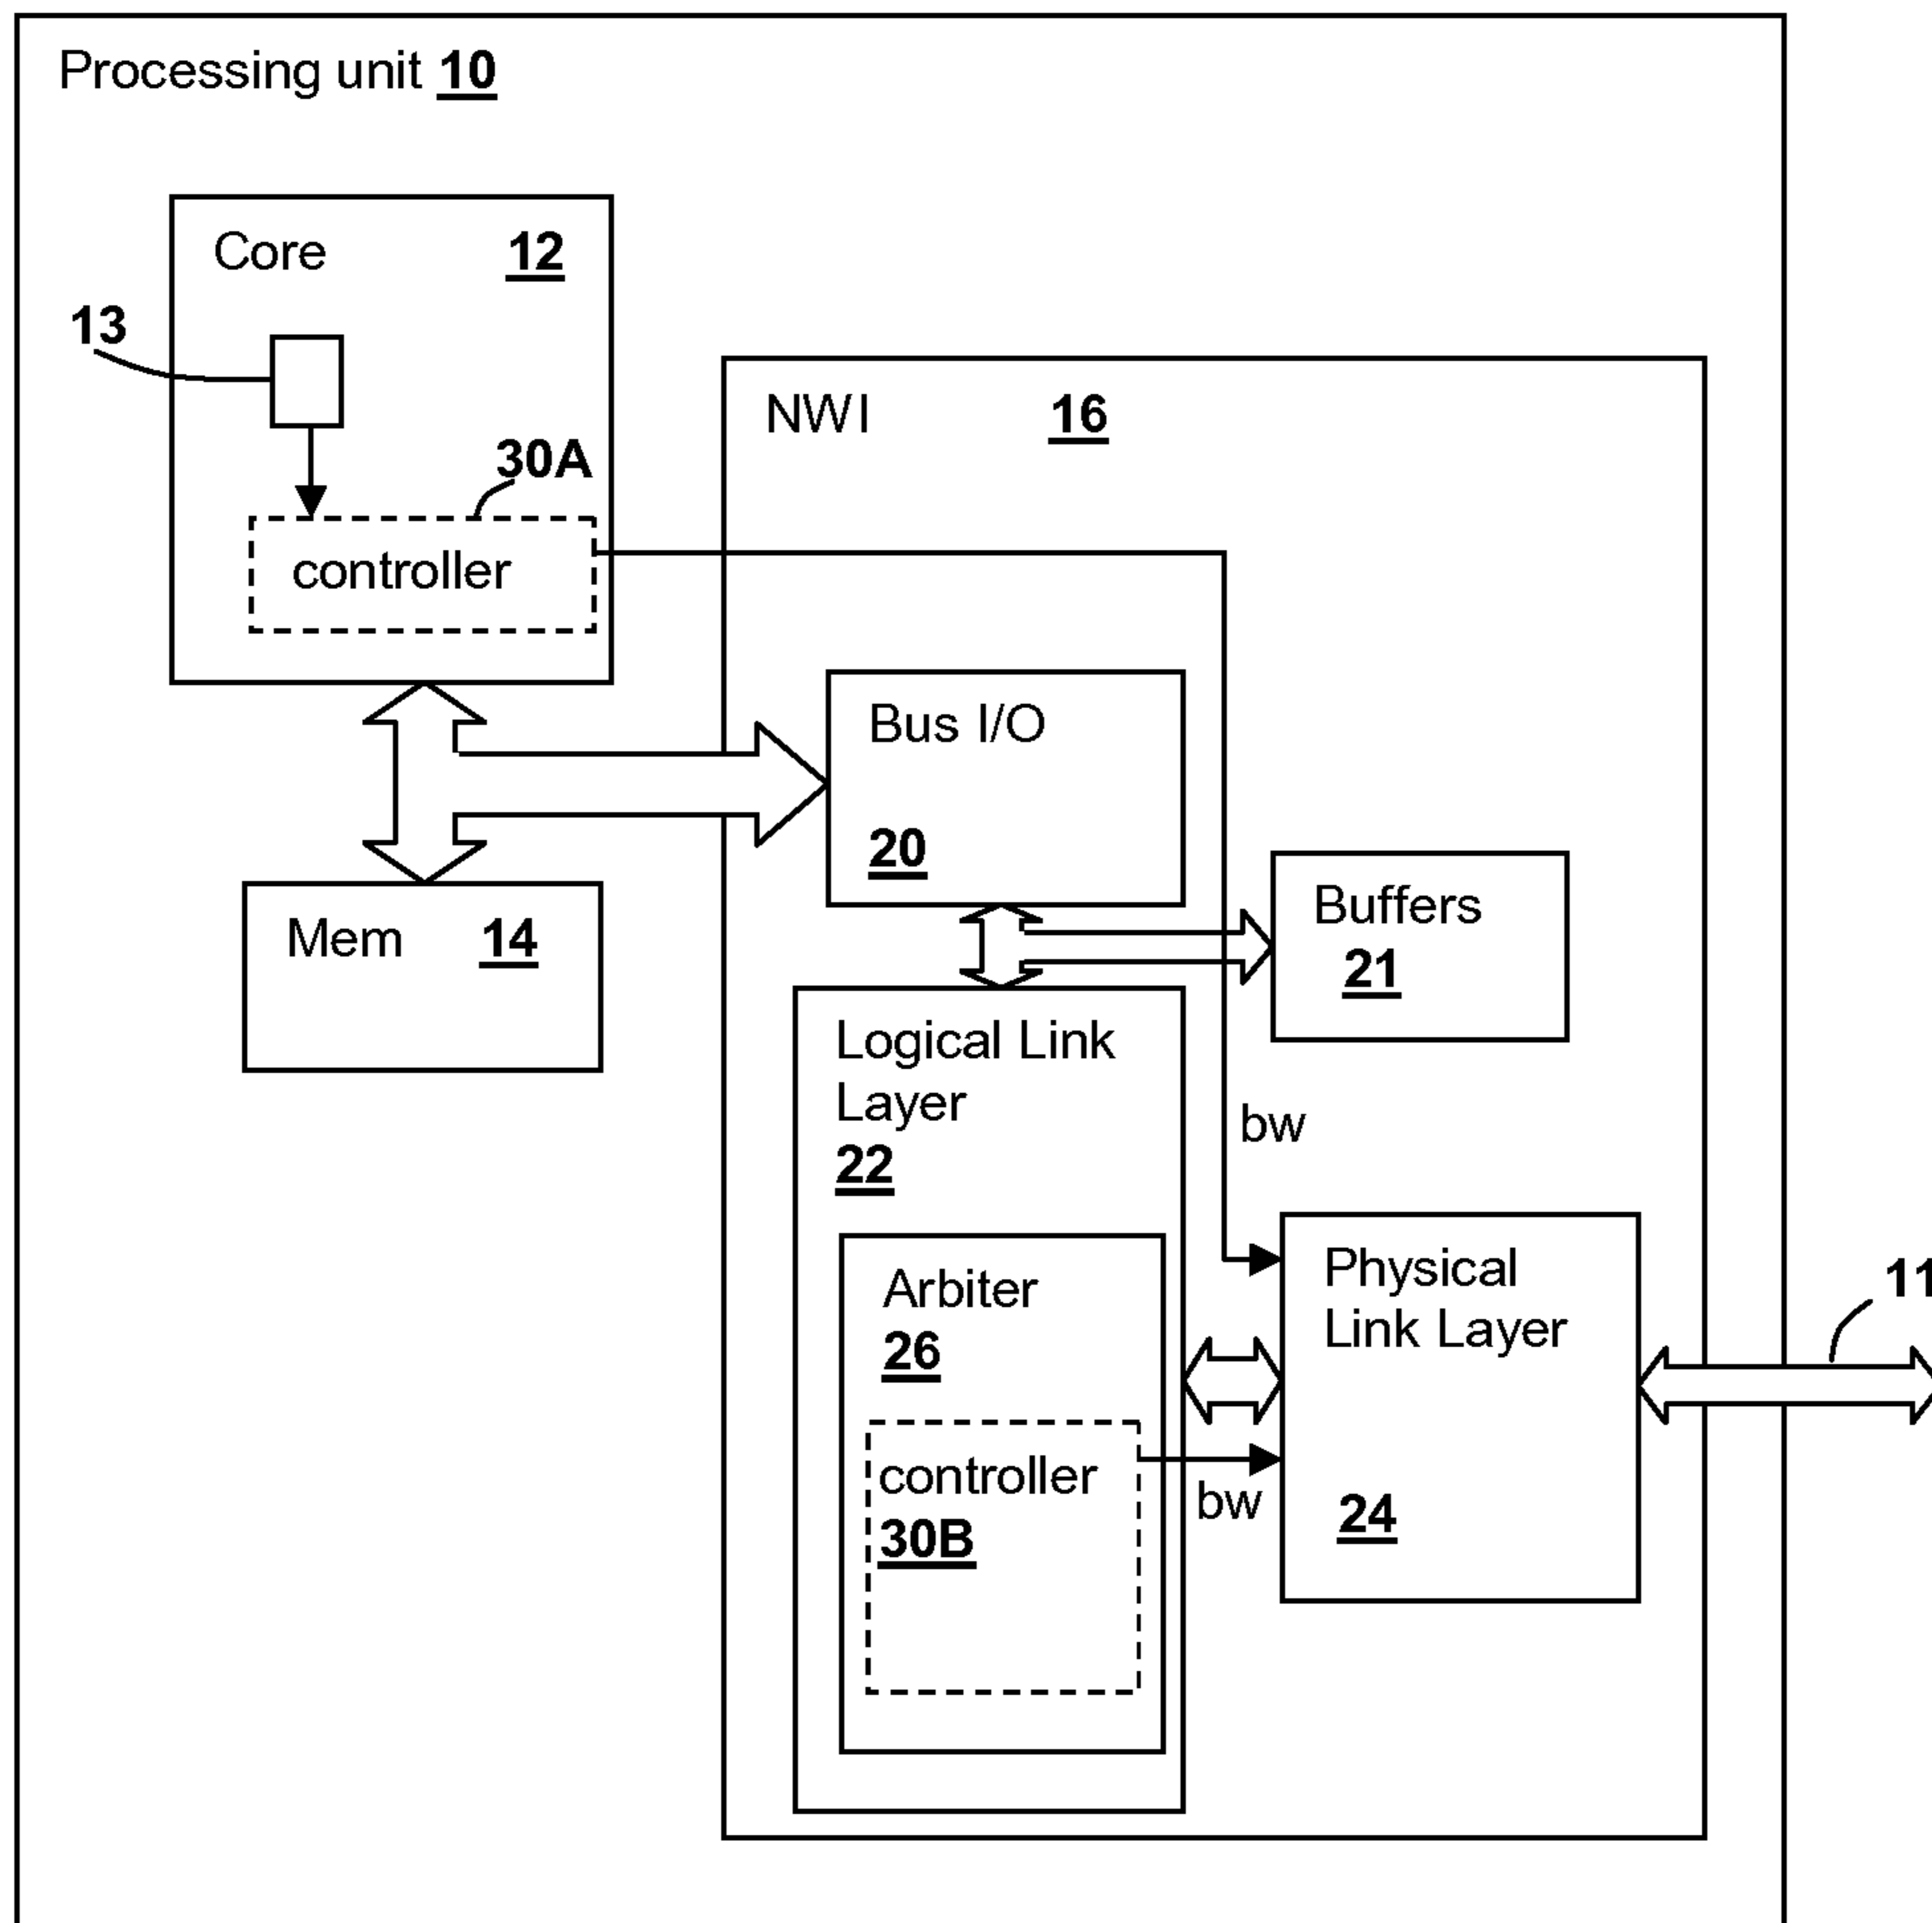 Processing unit 10
Core 12
13
30A
controller
NWI 16
Bus I/O
20
Mem 14
Buffers
21
Logical Link
Layer
22
bw
Arbiter
26
Physical
Link Layer
11
controller
30B
bw
24